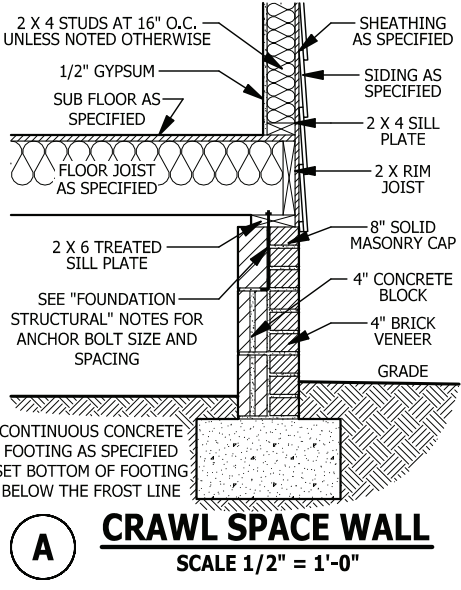 2 X 4 STUDS AT 16" O.C.
UNLESS NOTED OTHERWISE
1/2" GYPSUM
SUB FLOOR AS
SPECIFIED
FLOOR JOIST
AS SPECIFIED
2 X 6 TREATED
SILL PLATE
SEE "FOUNDATION
STRUCTURAL" NOTES FOR
ANCHOR BOLT SIZE AND
SPACING
CONTINUOUS CONCRETE
FOOTING AS SPECIFIED
SET BOTTOM OF FOOTING
BELOW THE FROST LINE
SHEATHING
AS SPECIFIED
SIDING AS
SPECIFIED
2 X 4 SILL
PLATE
2 X RIM
JOIST
8" SOLID
MASONRY CAP
4" CONCRETE
BLOCK
4" BRICK
VENEER
GRADE
A
CRAWL SPACE WALL
SCALE 1/2" = 1'-0"